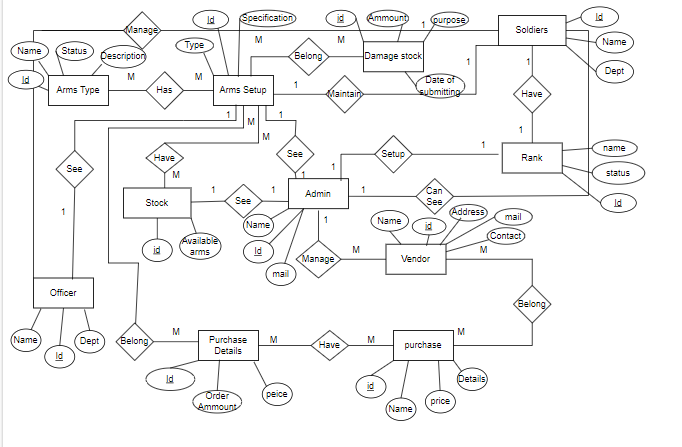 Manage
Id
Specification
id
Ammount
1
purpose
Soldiers
Id
Name
Status
Description
Type
M
M
Belong
Damage stock
Name
Id
M
M
1
1
Dept
Arms Type
Has
Arms Setup
1
Maintain
Date of
submitting
Have
1
M
1
1
M
See
Have
See
1
Setup
1
Rank
name
status
M
1
Stock
1
See
1
Admin
1
Can
See
Id
1
Name
1
Name
id
Address
mail
Contact
id
Available
arms
Id
Manage
M
Vendor
M
mail
Officer
Belong
Name
Id
Dept
Belong
M
Purchase
Details
M
Have
M
purchase
M
Id
Order
Ammount
peice
id
Name
price
Details